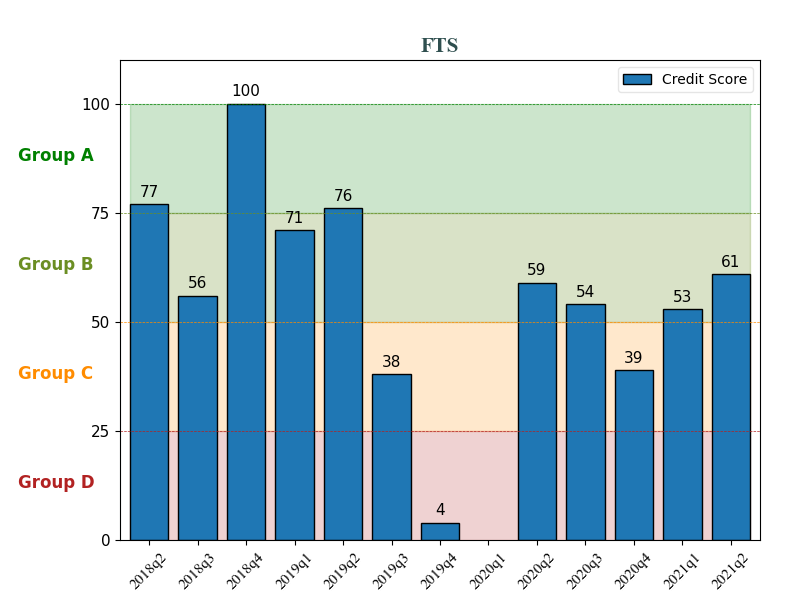 FTS
Credit Score
100
75
50
25
0
Group A
Group B
Group C
Group D
77
56
100
71
76
38
4
59
54
39
53
61
2018q2
2018q3
2018q4
2019q1
2019q2
2019q3
2019q4
2020q1
2020q2
2020q3
2020q4
2021q1
2021q2